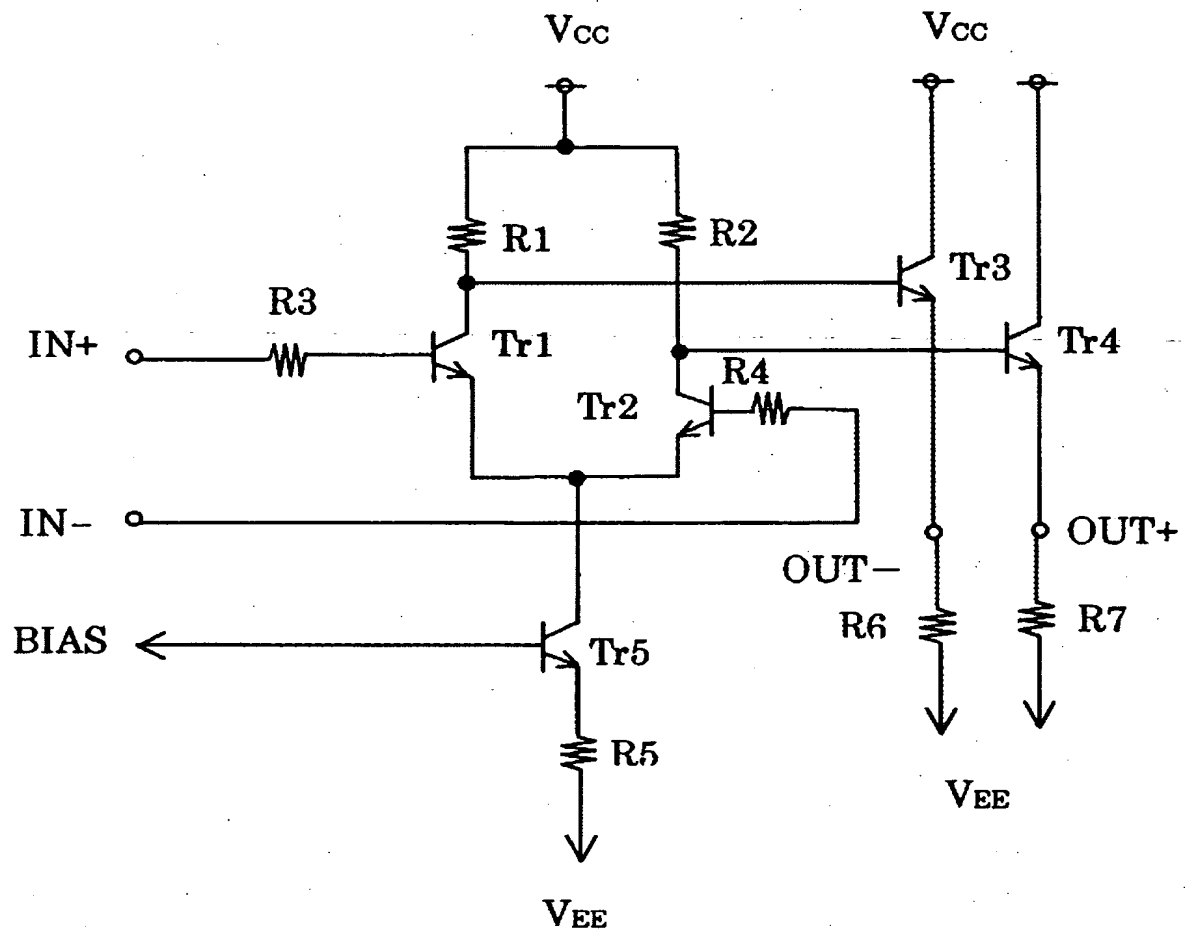 VCC
VCC
R1
R2
Tr3
R3
IN+
Tr1
Tr4
R4
Tr2
IN-
OUT+
OUT-
R6
R7
BIAS
Tr5
R5
VEE
VEE